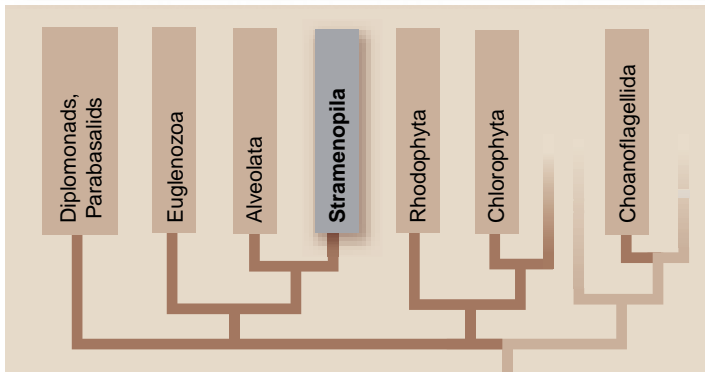 Diplomonads,
Parabasalids
Euglenozoa
Alveolata
Stramenopila
Rhodophyta
Chlorophyta
Choanoflagellida